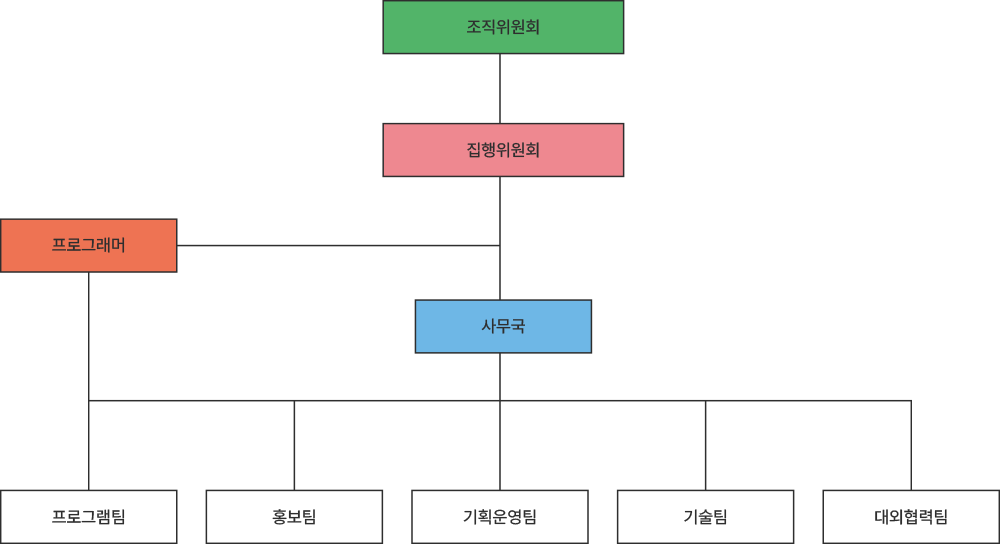 조직위원회
집행위원회
프로그래머
사무국
프로그램팀
홍보팀
기획운영팀
기술팀
대외협력팀